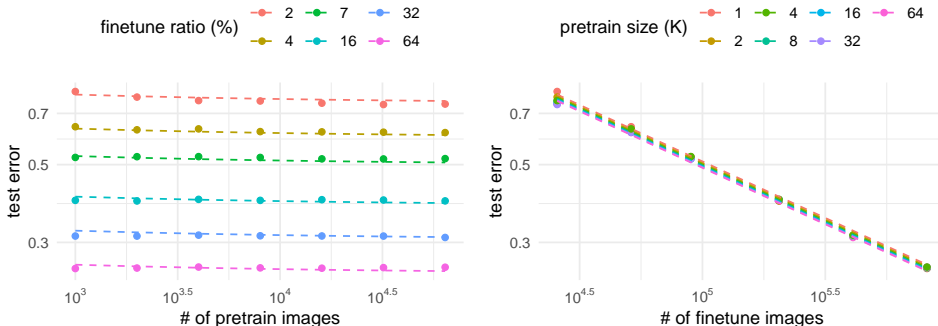 finetune ratio (%)
2 7 32
4 16 64
test error
0.7
0.5
0.3
10^3 10^3.5 10^4 10^4.5
# of pretrain images
pretrain size (K)
1 4 16 64
2 8 32
test error
0.7
0.5
0.3
10^4.5 10^5 10^5.5
# of finetune images